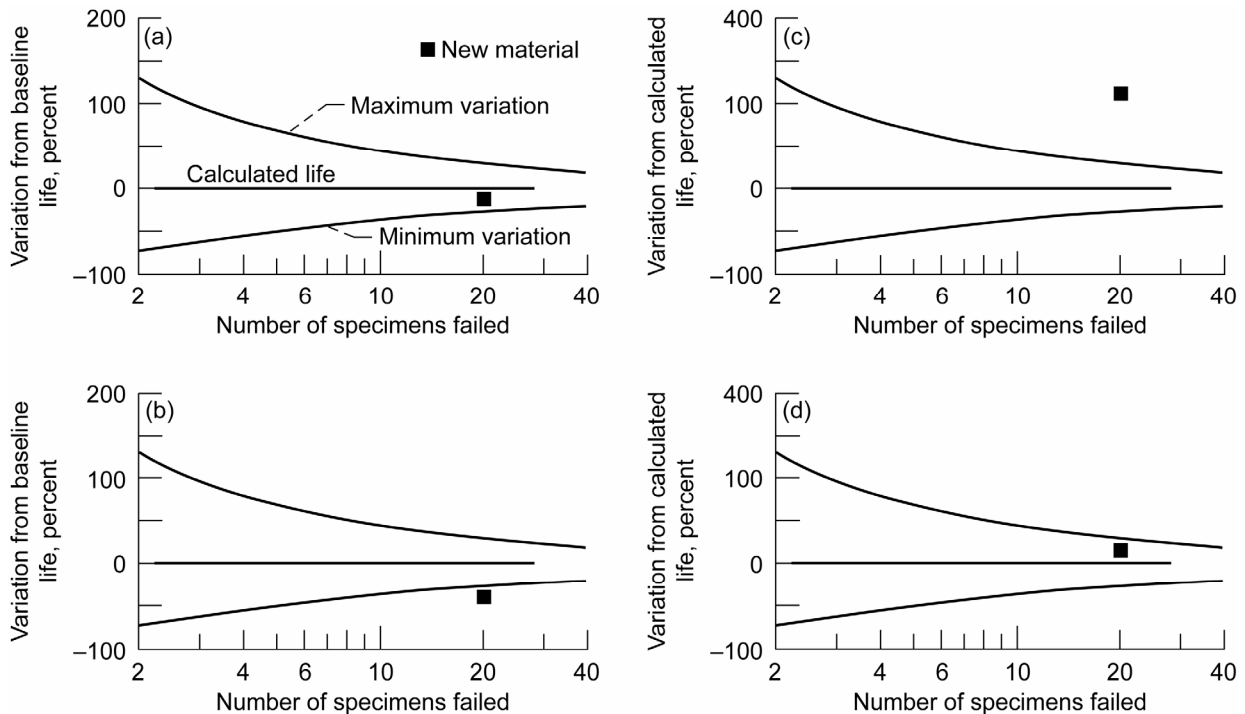 200
(a)
■ New material
100
Maximum variation
Calculated life
0
Minimum variation
–100
2 4 6 10 20 40
Number of specimens failed
Variation from baseline
life, percent
400
(c)
100
0
–100
2 4 6 10 20 40
Number of specimens failed
Variation from calculated
life, percent
200
(b)
100
0
–100
2 4 6 10 20 40
Number of specimens failed
Variation from baseline
life, percent
400
(d)
100
0
–100
2 4 6 10 20 40
Number of specimens failed
Variation from calculated
life, percent